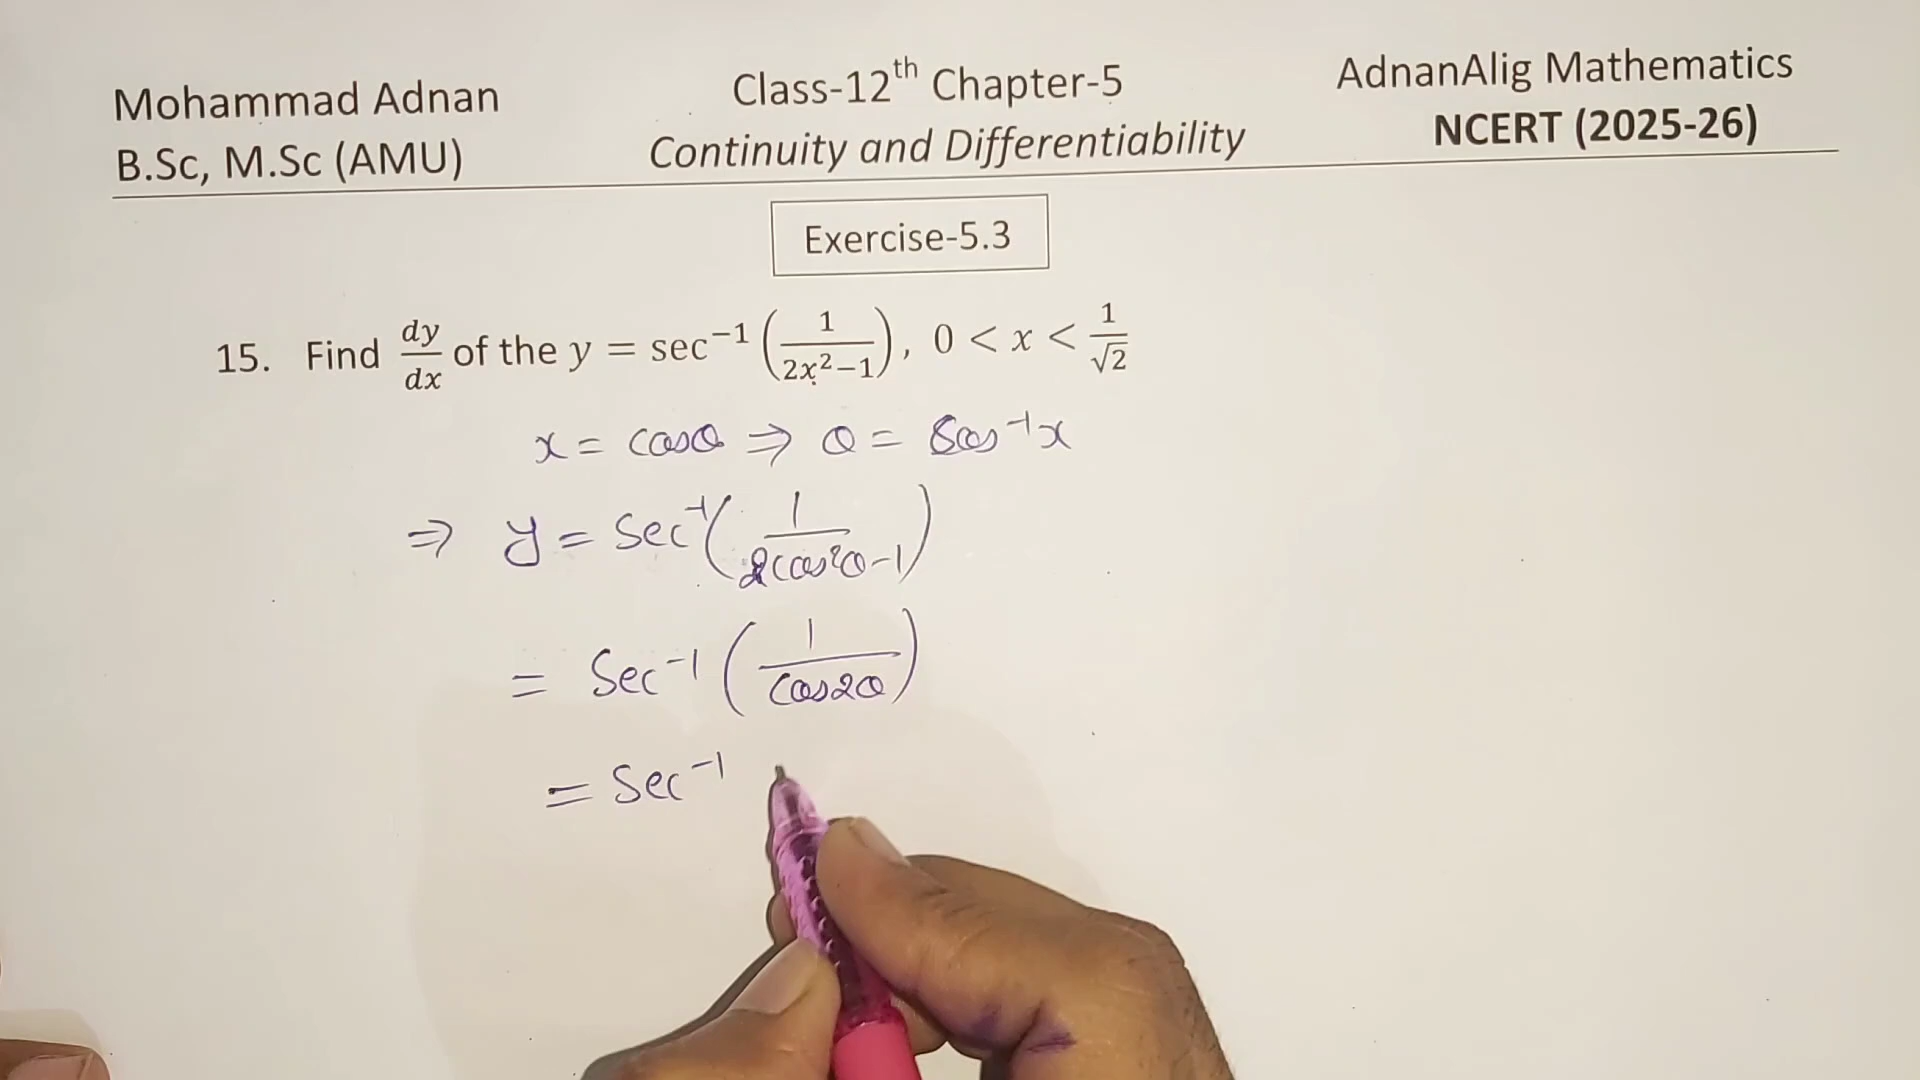 Mohammad Adnan
B.Sc, M.Sc (AMU)
Class-12th Chapter-5
Continuity and Differentiability
AdnanAlig Mathematics
NCERT (2025-26)
Exercise-5.3
15. Find dy/dx of the y = sec⁻¹(1/(2x²−1)), 0 < x < 1/√2
x = cosθ ⇒ θ = Cos⁻¹x
⇒ y = Sec⁻¹(1/(2cos²θ-1))
= Sec⁻¹(1/(cos2θ))
= Sec⁻¹